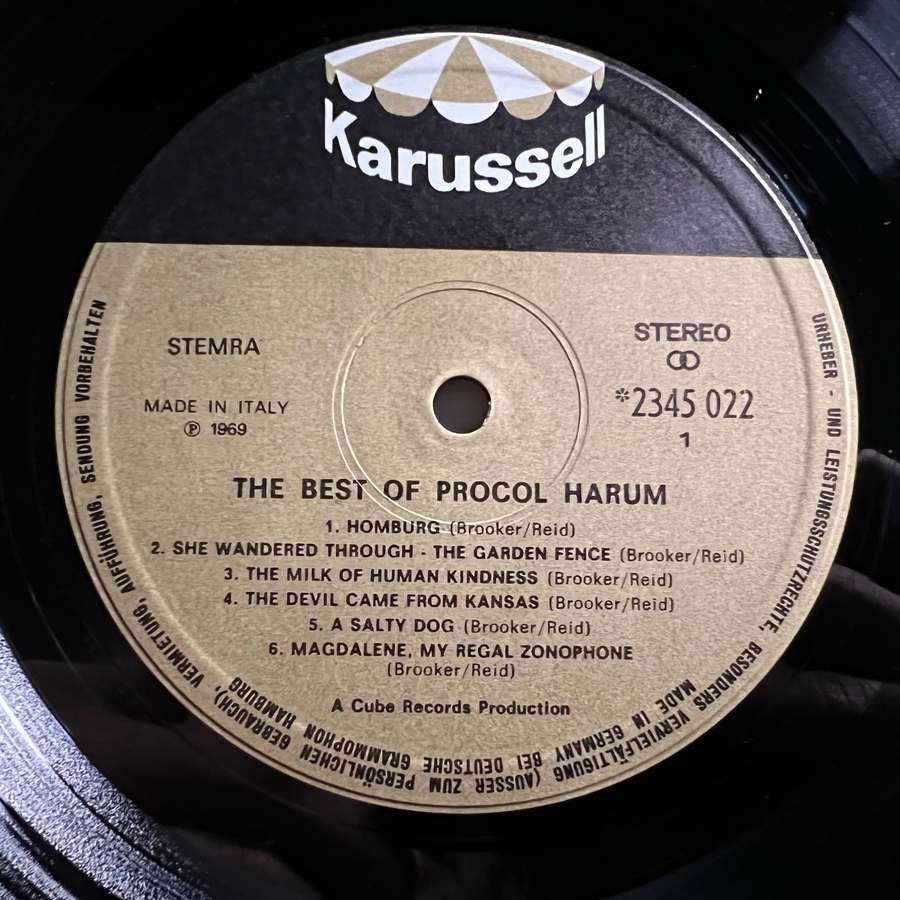 Karussell
STEMRA
STEREO
MADE IN ITALY
*2345 022
℗ 1969
1
THE BEST OF PROCOL HARUM
1. HOMBURG (Brooker/Reid)
2. SHE WANDERED THROUGH - THE GARDEN FENCE (Brooker/Reid)
3. THE MILK OF HUMAN KINDNESS (Brooker/Reid)
4. THE DEVIL CAME FROM KANSAS (Brooker/Reid)
5. A SALTY DOG (Brooker/Reid)
6. MAGDALENE, MY REGAL ZONOPHONE
(Brooker/Reid)
A Cube Records Production
URHEBER - UND LEISTUNGSSCHUTZRECHTE, BESONDERS VERVIELFÄLTIGUNG (AUSSER ZUM PERSÖNLICHEN GEBRAUCH), VERMIETUNG, AUFFÜHRUNG, SENDUNG VORBEHALTEN
MADE IN GERMANY BEI DEUTSCHE GRAMMOPHON HAMBURG